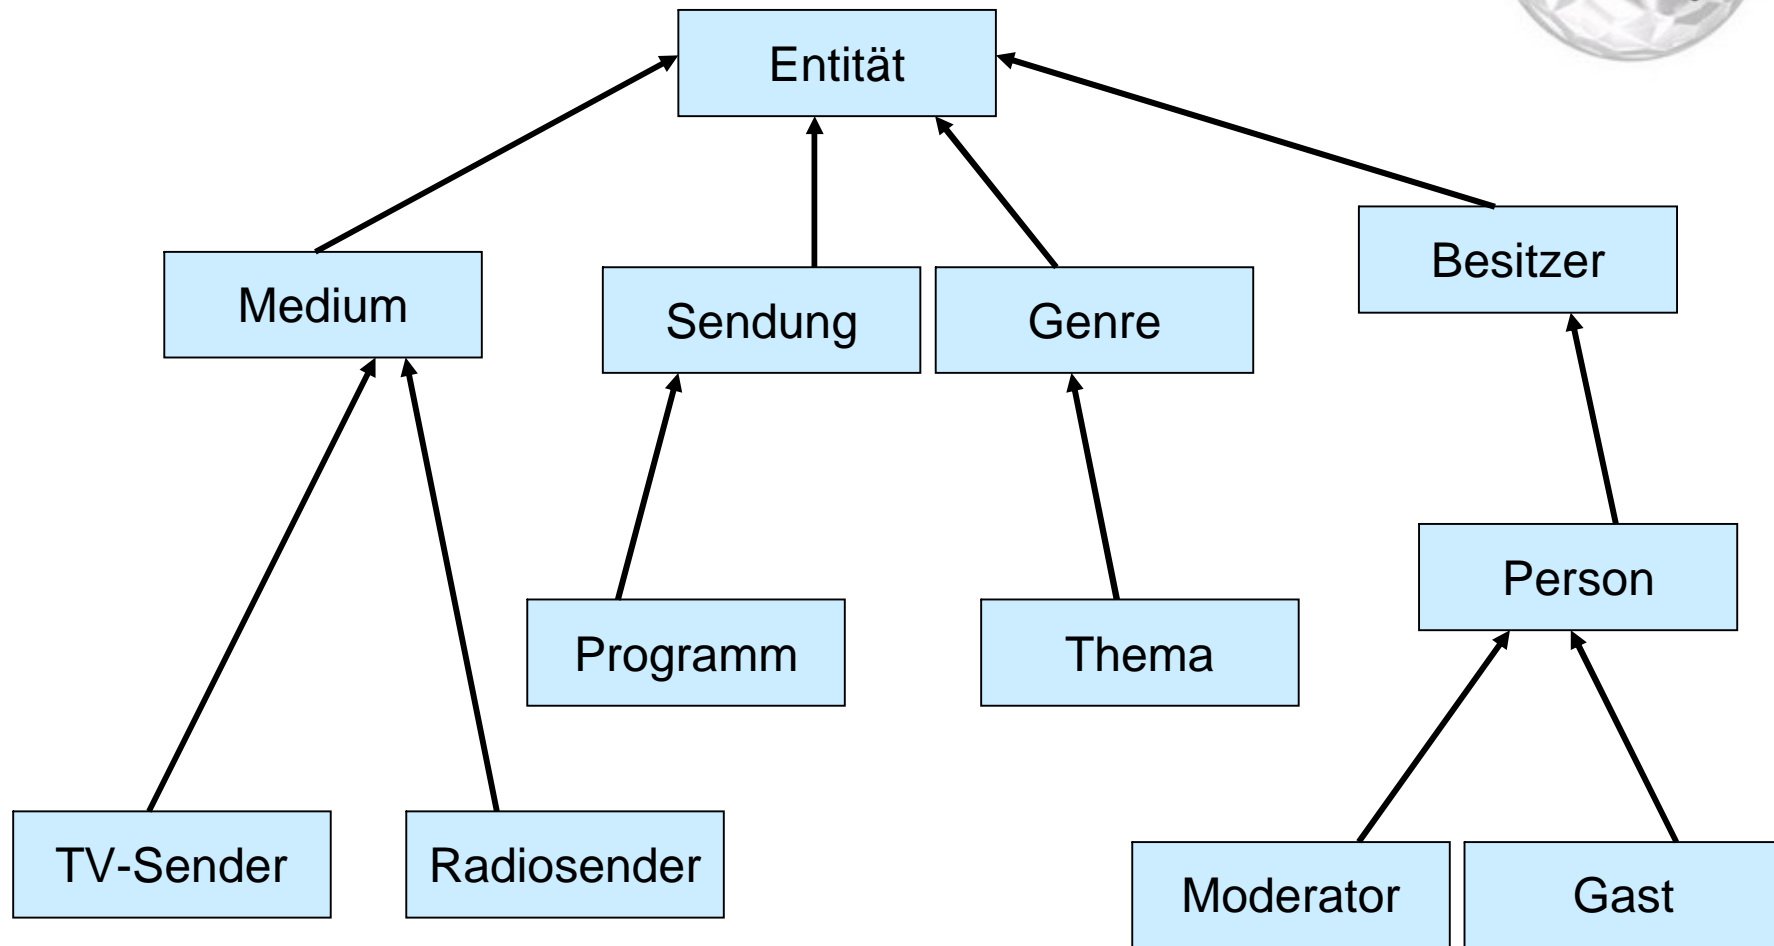 Entität
Besitzer
Medium
Sendung
Genre
Person
Programm
Thema
TV-Sender
Radiosender
Moderator
Gast